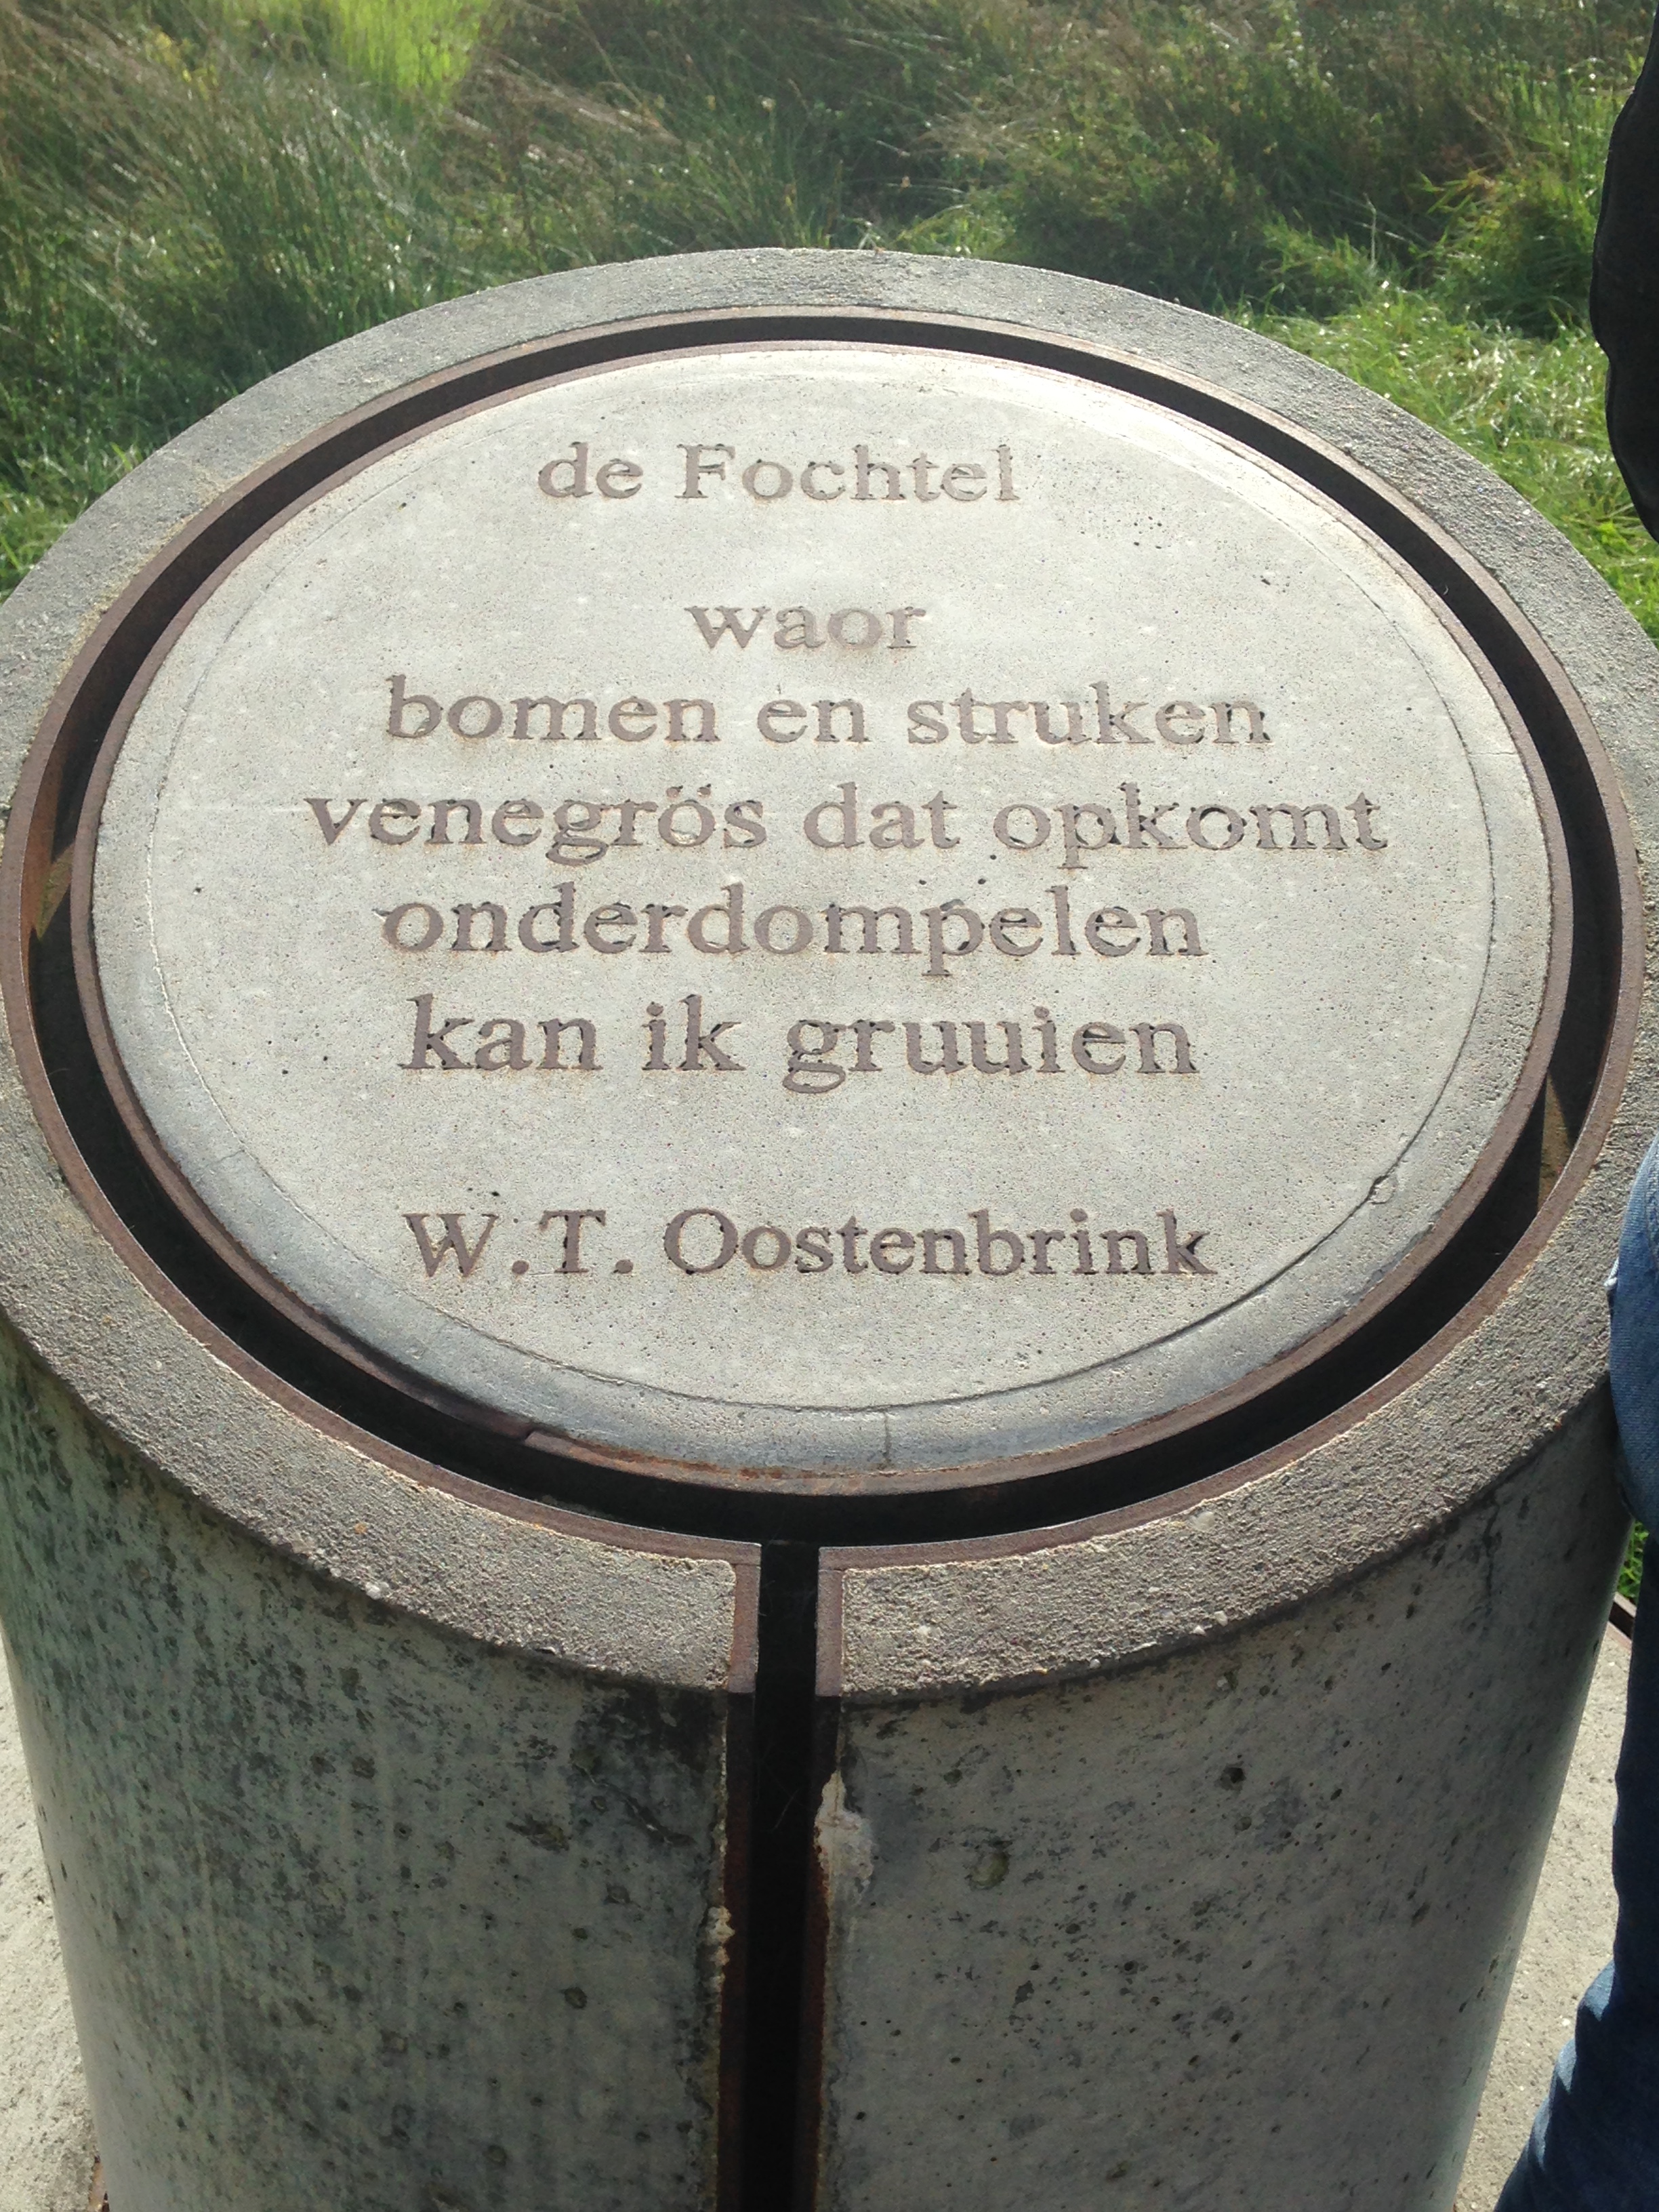 de Fochtel
waor
bomen en struken
venegrös dat opkomt
onderdompelen
kan ik gruuien
W.T. Oostenbrink